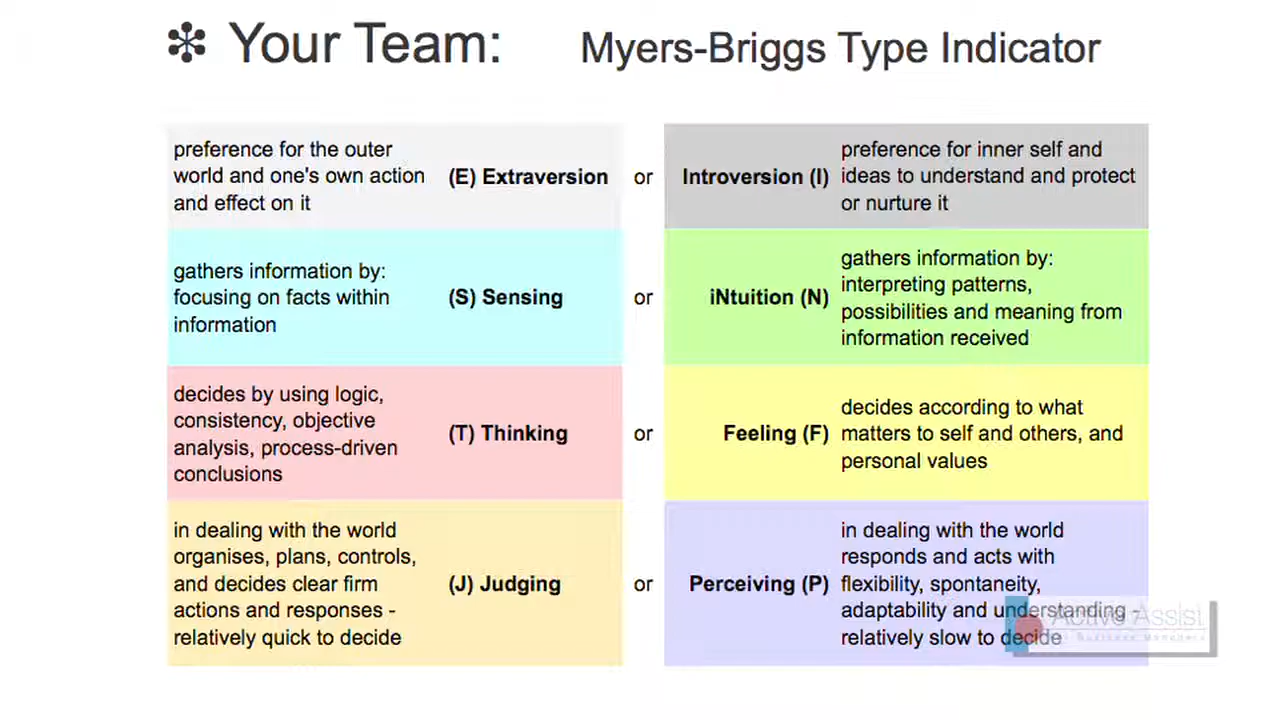 ✻ Your Team: Myers-Briggs Type Indicator
preference for the outer
world and one's own action
and effect on it
(E) Extraversion
or
Introversion (I)
preference for inner self and
ideas to understand and protect
or nurture it
gathers information by:
focusing on facts within
information
(S) Sensing
or
iNtuition (N)
gathers information by:
interpreting patterns,
possibilities and meaning from
information received
decides by using logic,
consistency, objective
analysis, process-driven
conclusions
(T) Thinking
or
Feeling (F)
decides according to what
matters to self and others, and
personal values
in dealing with the world
organises, plans, controls,
and decides clear firm
actions and responses -
relatively quick to decide
(J) Judging
or
Perceiving (P)
in dealing with the world
responds and acts with
flexibility, spontaneity,
adaptability and understanding -
relatively slow to decide
Active Assist
Business Managers